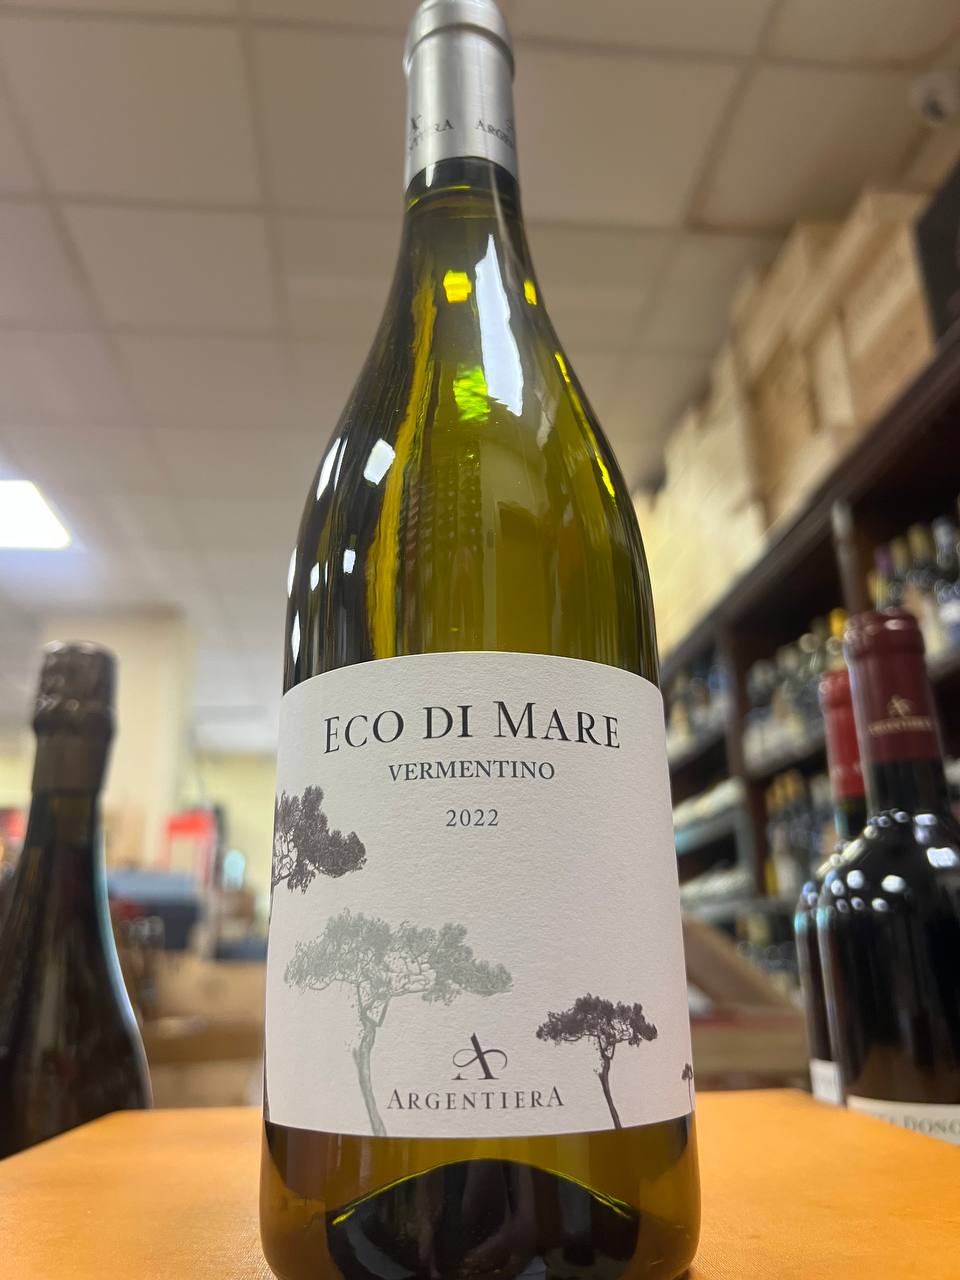 ECO DI MARE
VERMENTINO
2022
A
ARGENTIERA